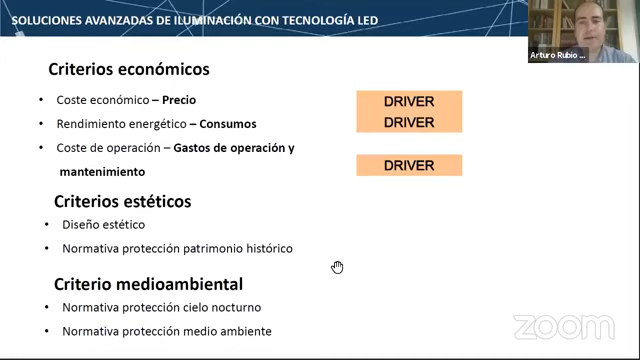 SOLUCIONES AVANZADAS DE ILUMINACIÓN CON TECNOLOGÍA LED
Arturo Rubio ...
Criterios económicos
• Coste económico – Precio
DRIVER
• Rendimiento energético – Consumos
DRIVER
• Coste de operación – Gastos de operación y
mantenimiento
DRIVER
Criterios estéticos
• Diseño estético
• Normativa protección patrimonio histórico
Criterio medioambiental
• Normativa protección cielo nocturno
• Normativa protección medio ambiente
zoom